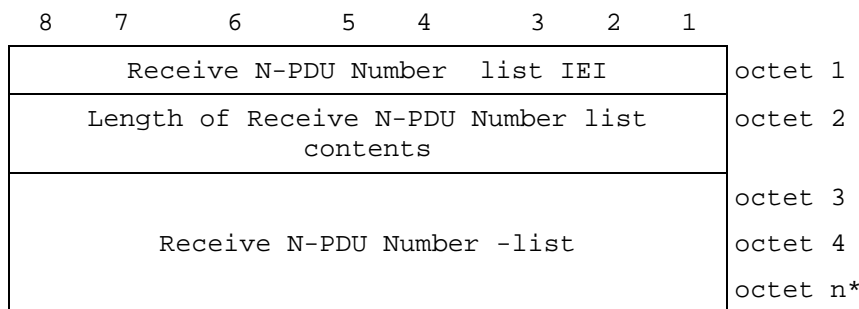 8 7 6 5 4 3 2 1
Receive N-PDU Number list IEI octet 1
Length of Receive N-PDU Number list octet 2
contents
octet 3
Receive N-PDU Number -list octet 4
octet n*